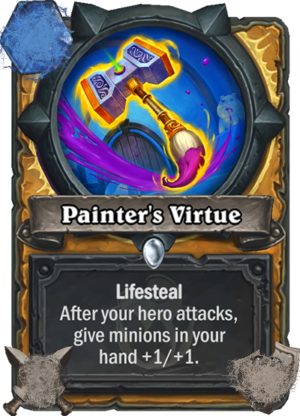 Painter's Virtue
Lifesteal
After your hero attacks,
give minions in your
hand +1/+1.